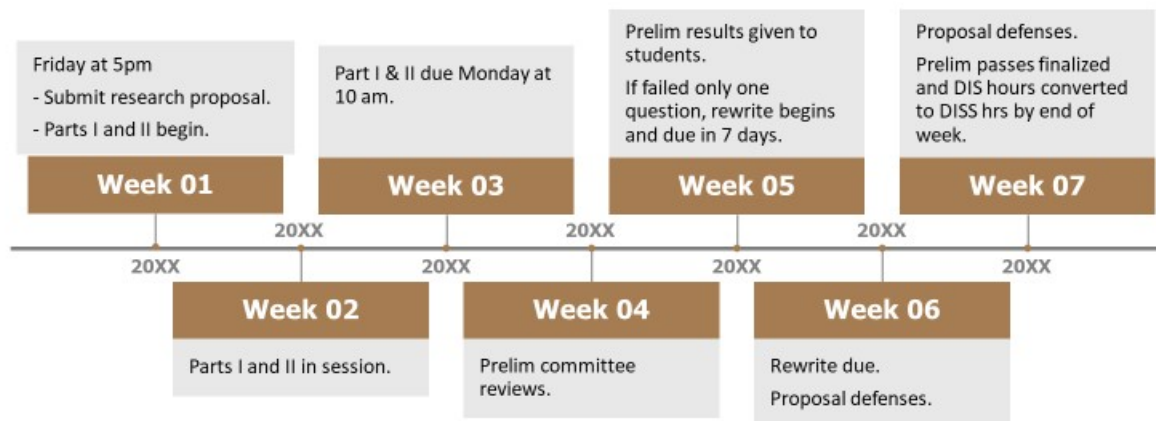 Friday at 5pm
- Submit research proposal.
- Parts I and II begin.
Week 01
20XX
Week 02
20XX
Parts I and II in session.
Part I & II due Monday at
10 am.
Week 03
20XX
Week 04
20XX
Prelim committee
reviews.
Prelim results given to
students.
If failed only one
question, rewrite begins
and due in 7 days.
Week 05
20XX
Week 06
20XX
Rewrite due.
Proposal defenses.
Proposal defenses.
Prelim passes finalized
and DIS hours converted
to DISS hrs by end of
week.
Week 07
20XX